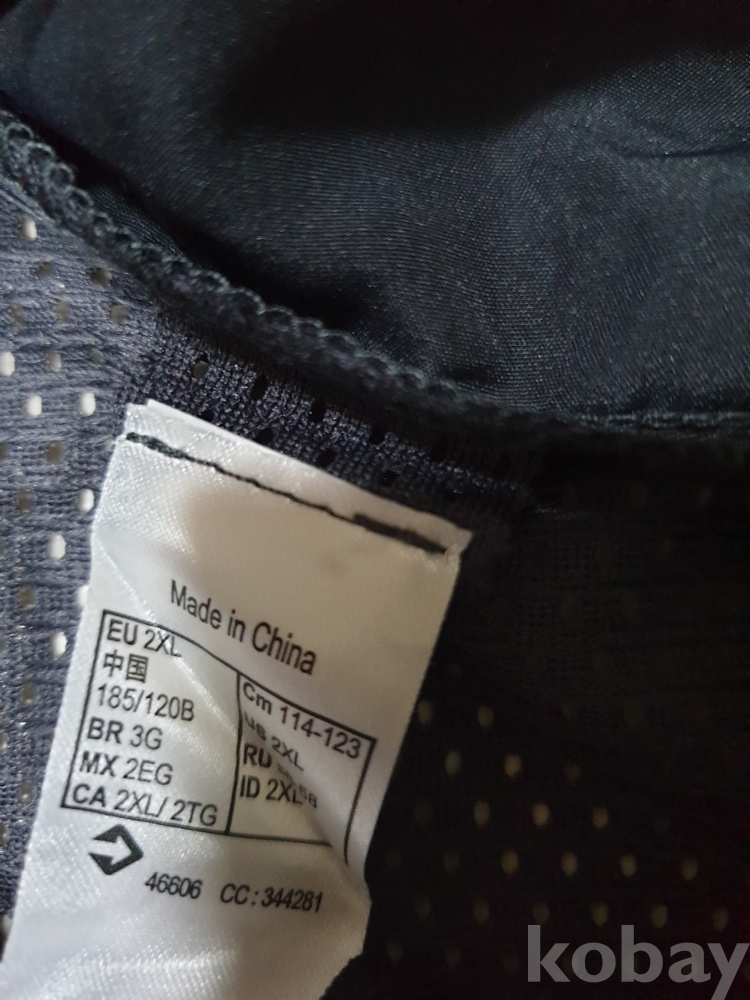 Made in China
EU 2XL
中国
185/120B
BR 3G
MX 2EG
CA 2XL/ 2TG
Cm 114-123
US 2XL
RU
ID 2XL
46606 CC : 344281
kobay